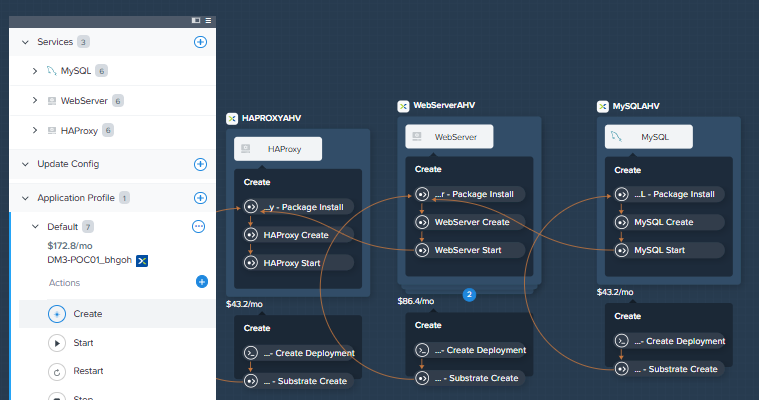 Services 3
MySQL 6
WebServer 6
HAProxy 6
Update Config
Application Profile 1
Default 7
$172.8/mo
DM3-POC01_bhgoh
Actions
Create
Start
Restart
Stop
HAPROXYAHV
HAProxy
Create
...y - Package Install
HAProxy Create
HAProxy Start
$43.2/mo
Create
...- Create Deployment
... - Substrate Create
WebServerAHV
WebServer
Create
...r - Package Install
WebServer Create
WebServer Start
2
$86.4/mo
Create
...- Create Deployment
... - Substrate Create
MySQLAHV
MySQL
Create
...L - Package Install
MySQL Create
MySQL Start
$43.2/mo
Create
...- Create Deployment
... - Substrate Create